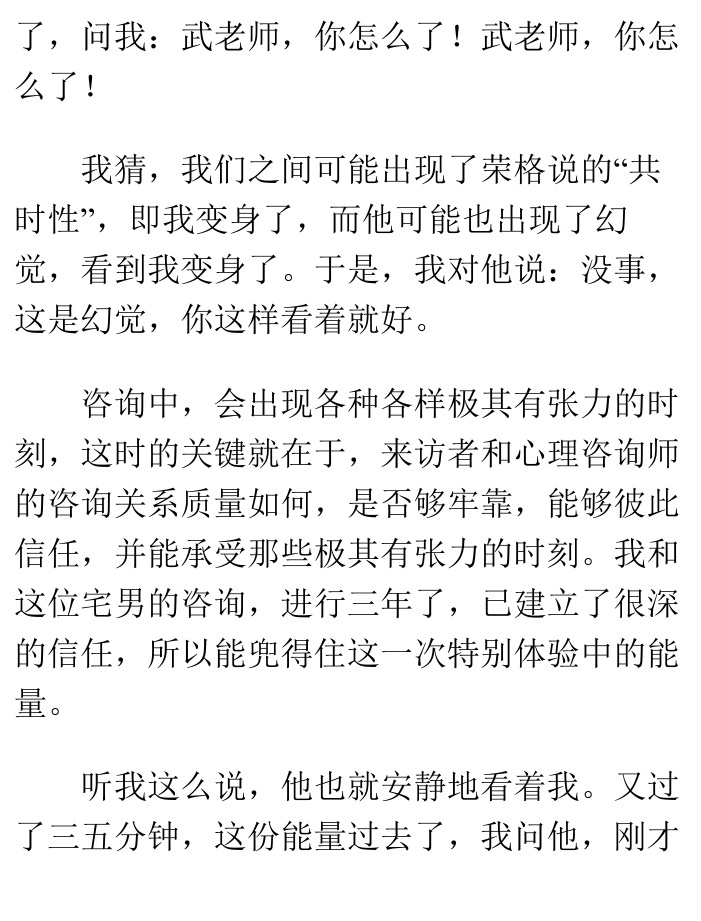 了，问我：武老师，你怎么了！武老师，你怎
么了！
我猜，我们之间可能出现了荣格说的“共
时性”，即我变身了，而他可能也出现了幻
觉，看到我变身了。于是，我对他说：没事，
这是幻觉，你这样看着就好。
咨询中，会出现各种各样极其有张力的时
刻，这时的关键就在于，来访者和心理咨询师
的咨询关系质量如何，是否够牢靠，能够彼此
信任，并能承受那些极其有张力的时刻。我和
这位宅男的咨询，进行三年了，已建立了很深
的信任，所以能兜得住这一次特别体验中的能
量。
听我这么说，他也就安静地看着我。又过
了三五分钟，这份能量过去了，我问他，刚才